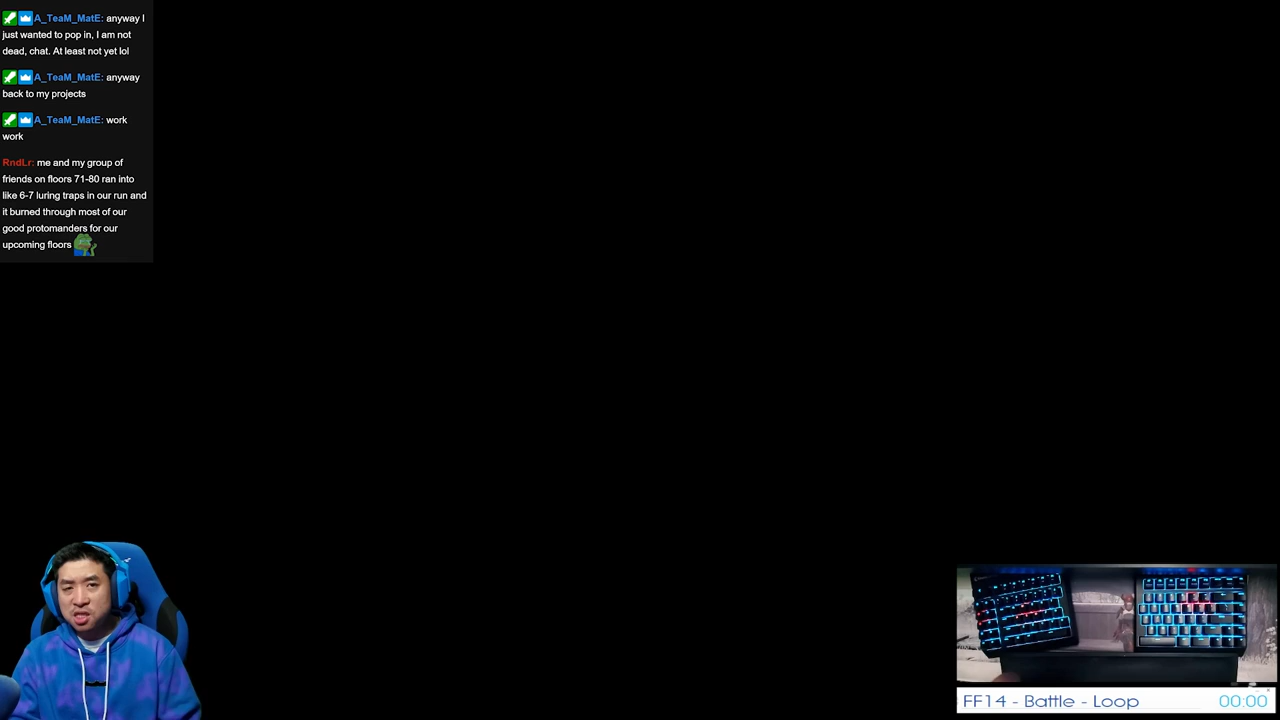 A_TeaM_MatE: anyway I
just wanted to pop in, I am not
dead, chat. At least not yet lol
A_TeaM_MatE: anyway
back to my projects
A_TeaM_MatE: work
work
RndLr: me and my group of
friends on floors 71-80 ran into
like 6-7 luring traps in our run and
it burned through most of our
good protomanders for our
upcoming floors
FF14 - Battle - Loop
00:00